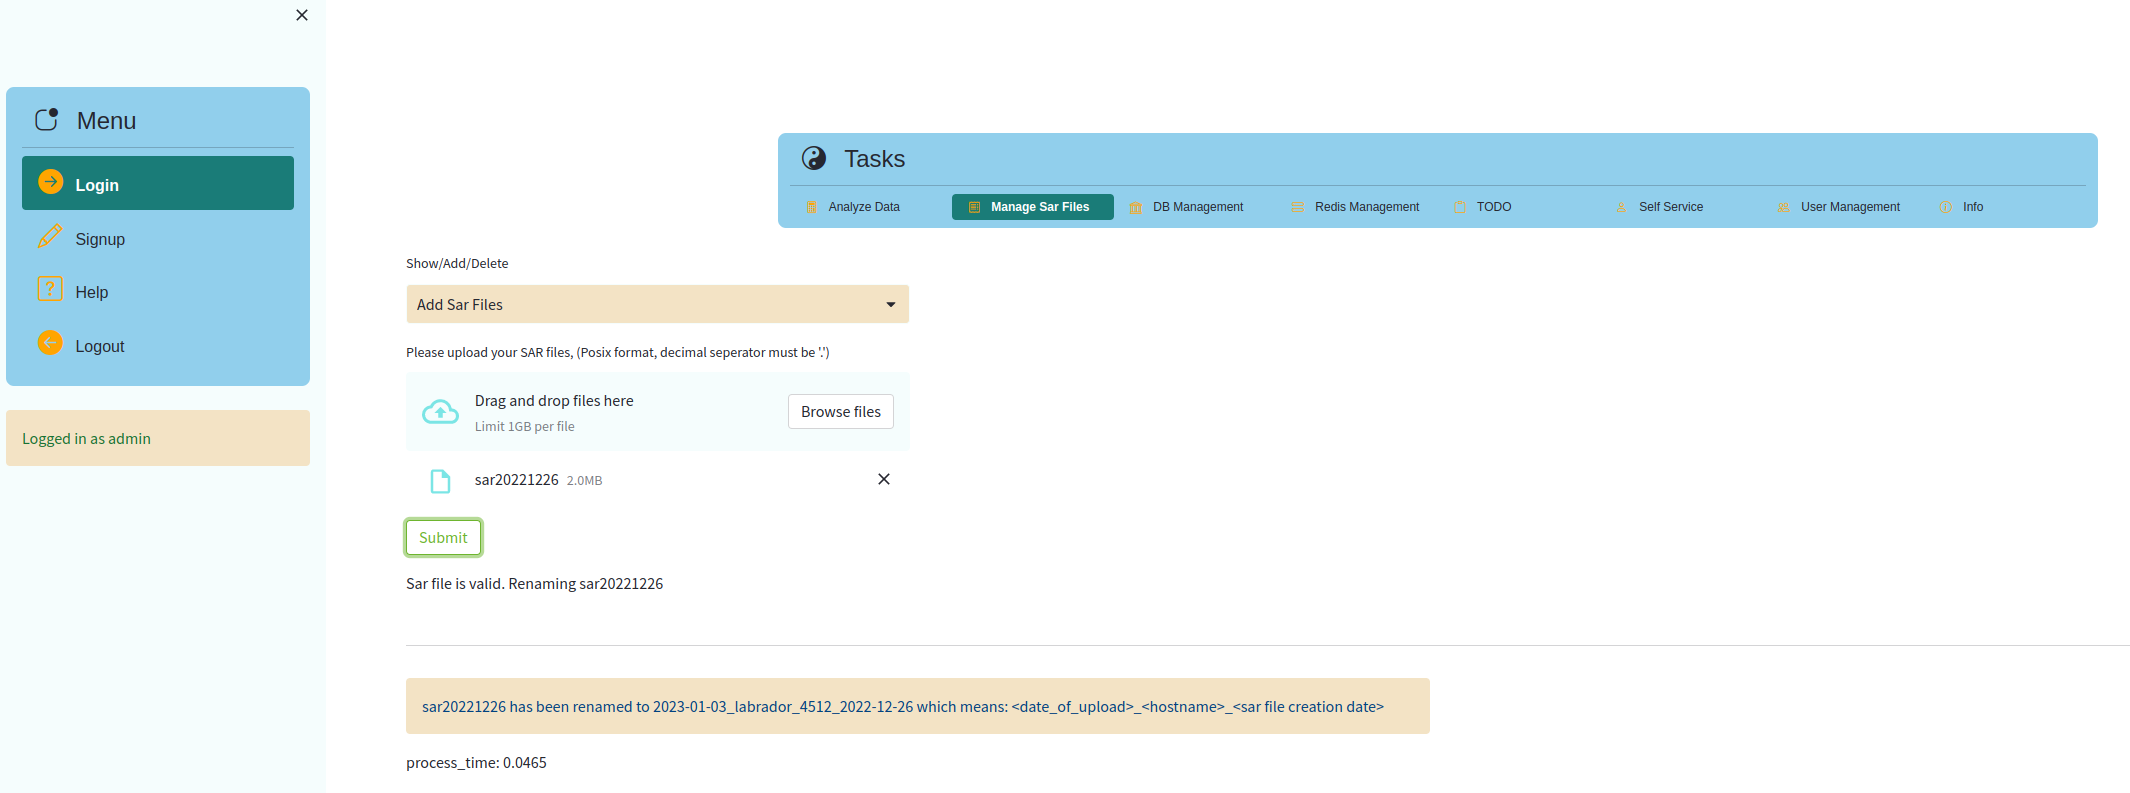 Menu
Login
Signup
Help
Logout
Logged in as admin
Tasks
Analyze Data
Manage Sar Files
DB Management
Redis Management
TODO
Self Service
User Management
Info
Show/Add/Delete
Add Sar Files
Please upload your SAR files, (Posix format, decimal seperator must be '.')
Drag and drop files here
Limit 1GB per file
Browse files
sar20221226 2.0MB
Submit
Sar file is valid. Renaming sar20221226
sar20221226 has been renamed to 2023-01-03_labrador_4512_2022-12-26 which means: <date_of_upload>_<hostname>_<sar file creation date>
process_time: 0.0465